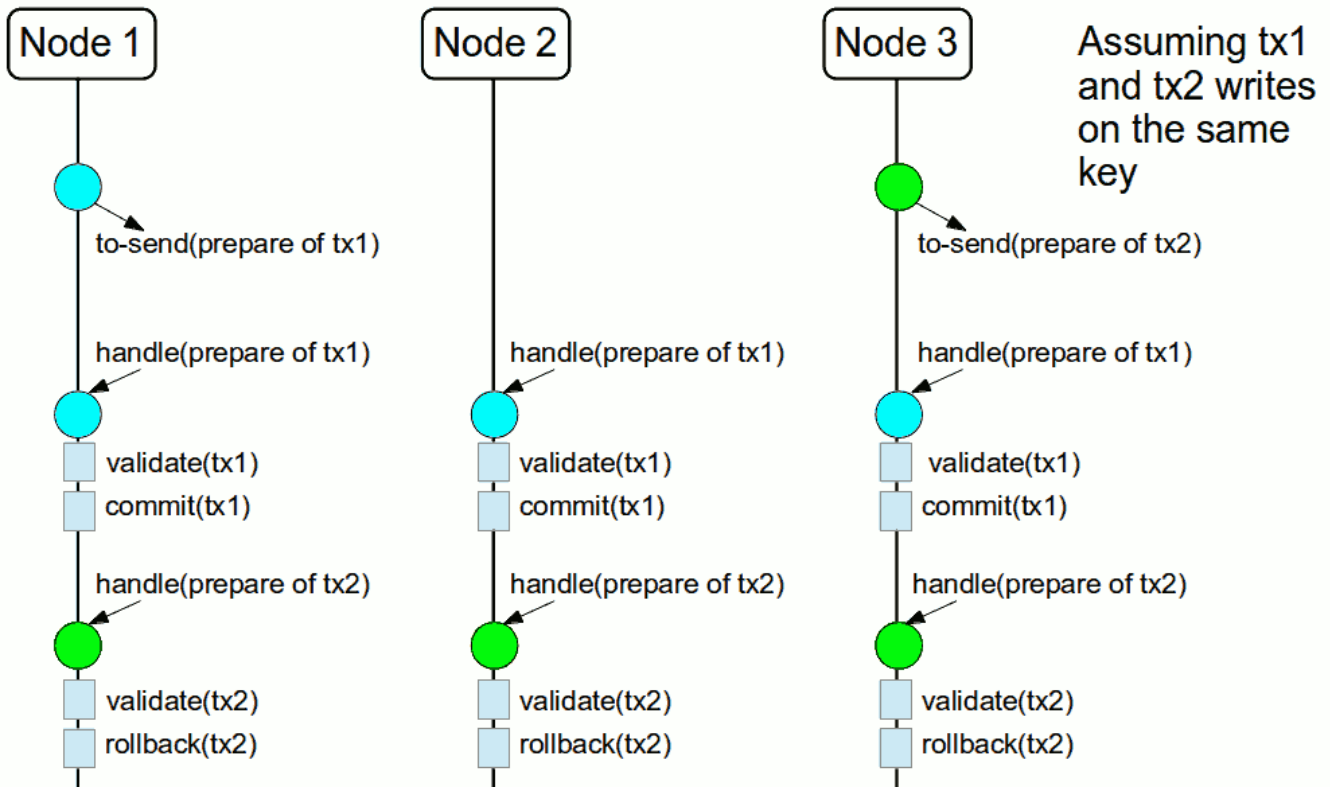 Node 1
Node 2
Node 3
Assuming tx1
and tx2 writes
on the same
key
to-send(prepare of tx1)
to-send(prepare of tx2)
handle(prepare of tx1)
handle(prepare of tx1)
handle(prepare of tx1)
validate(tx1)
validate(tx1)
validate(tx1)
commit(tx1)
commit(tx1)
commit(tx1)
handle(prepare of tx2)
handle(prepare of tx2)
handle(prepare of tx2)
validate(tx2)
validate(tx2)
validate(tx2)
rollback(tx2)
rollback(tx2)
rollback(tx2)